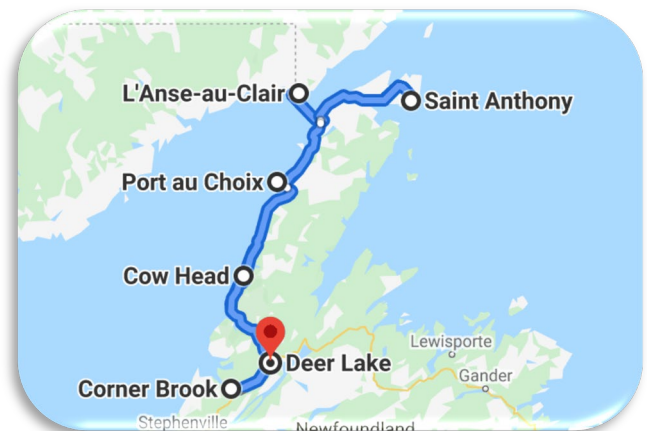 L'Anse-au-Clair
Saint Anthony
Port au Choix
Cow Head
Lewisporte
Deer Lake
Gander
Corner Brook
Stephenville
Newfoundland